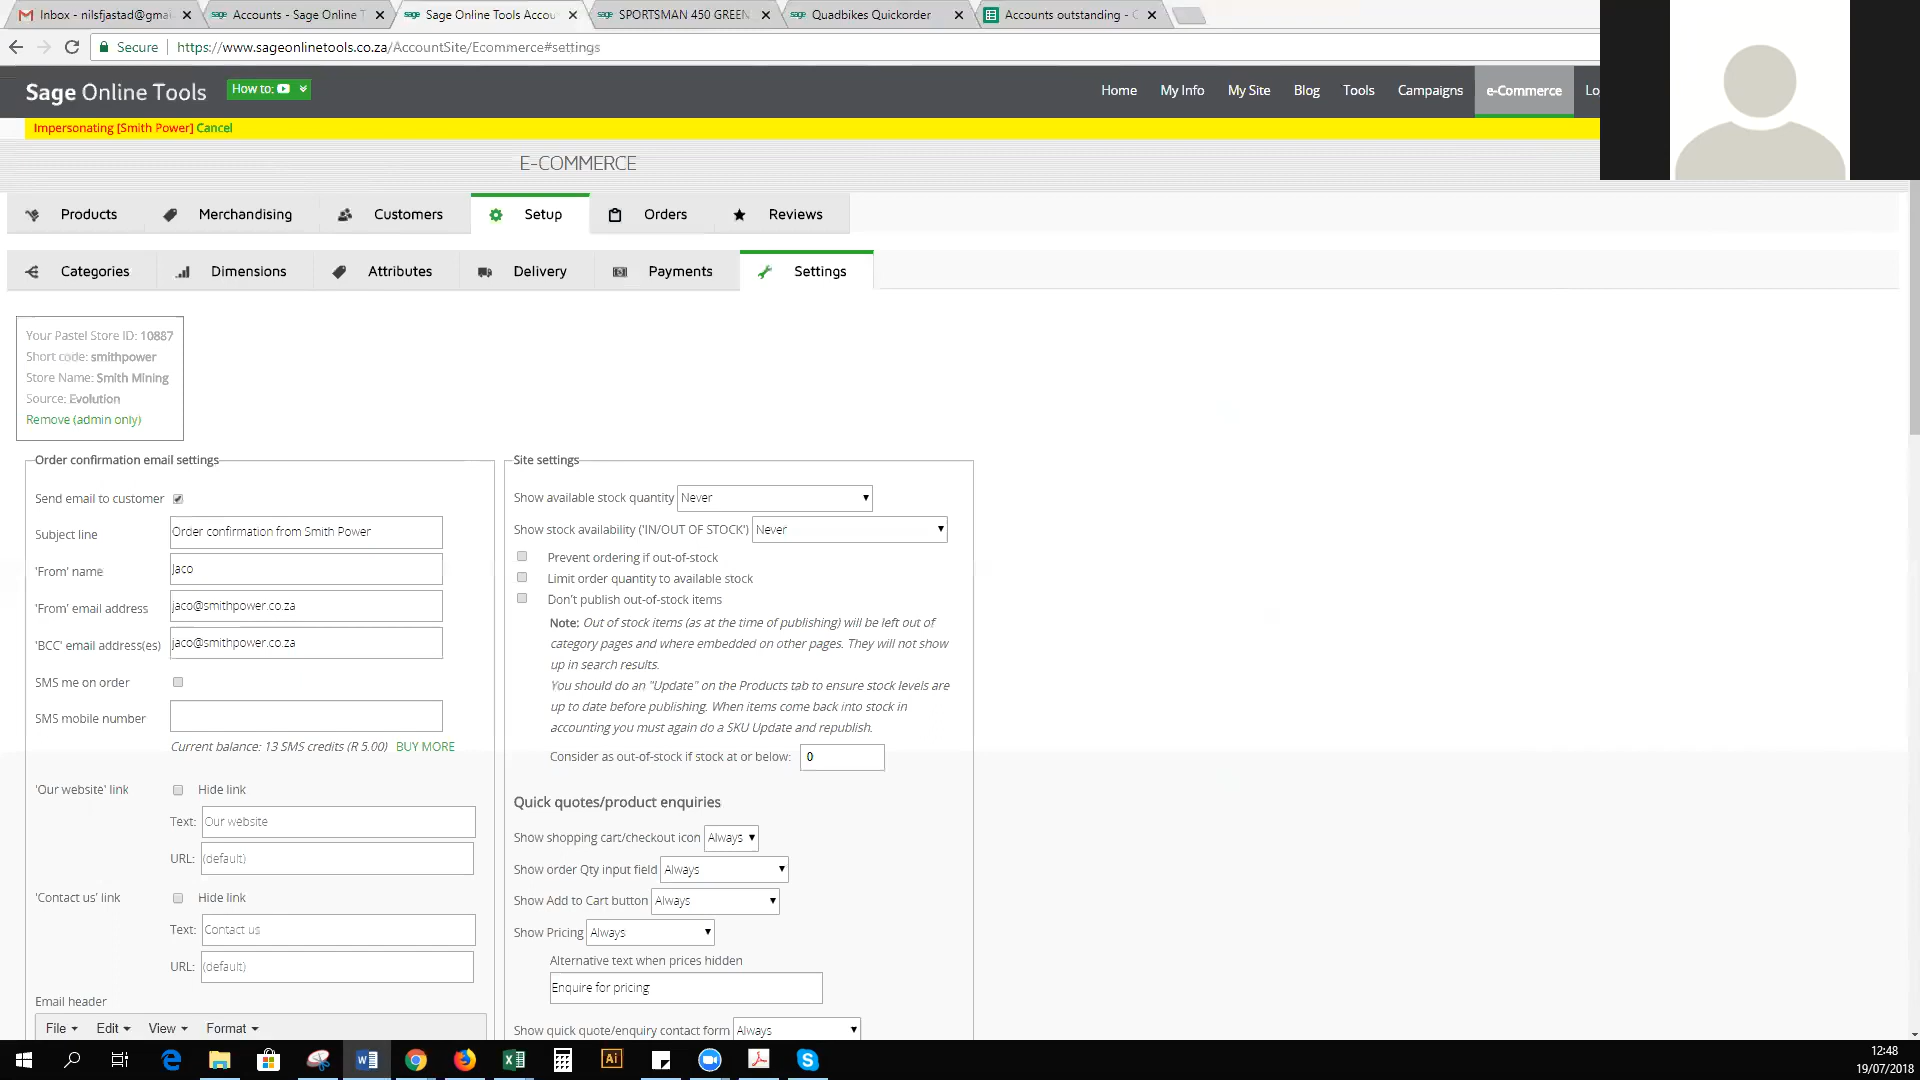 Inbox - nilsfjastad@gmai
Accounts - Sage Online T
Sage Online Tools Accou
SPORTSMAN 450 GREEN
Quadbikes Quickorder
Accounts outstanding - G
Secure
https://www.sageonlinetools.co.za/AccountSite/Ecommerce#settings
Sage Online Tools
How to:
Home
My Info
My Site
Blog
Tools
Campaigns
e-Commerce
Lo
Impersonating [Smith Power] Cancel
E-COMMERCE
Products
Merchandising
Customers
Setup
Orders
Reviews
Categories
Dimensions
Attributes
Delivery
Payments
Settings
Your Pastel Store ID: 10887
Short code: smithpower
Store Name: Smith Mining
Source: Evolution
Remove (admin only)
Order confirmation email settings
Send email to customer
Subject line
Order confirmation from Smith Power
'From' name
Jaco
'From' email address
jaco@smithpower.co.za
'BCC' email address(es)
jaco@smithpower.co.za
SMS me on order
SMS mobile number
Current balance: 13 SMS credits (R 5.00) BUY MORE
'Our website' link
Hide link
Text: Our website
URL: (default)
'Contact us' link
Hide link
Text: Contact us
URL: (default)
Email header
File
Edit
View
Format
Site settings
Show available stock quantity Never
Show stock availability ('IN/OUT OF STOCK') Never
Prevent ordering if out-of-stock
Limit order quantity to available stock
Don't publish out-of-stock items
Note: Out of stock items (as at the time of publishing) will be left out of
category pages and where embedded on other pages. They will not show
up in search results.
You should do an "Update" on the Products tab to ensure stock levels are
up to date before publishing. When items come back into stock in
accounting you must again do a SKU Update and republish.
Consider as out-of-stock if stock at or below: 0
Quick quotes/product enquiries
Show shopping cart/checkout icon Always
Show order Qty input field Always
Show Add to Cart button Always
Show Pricing Always
Alternative text when prices hidden
Enquire for pricing
Show quick quote/enquiry contact form Always
Ai
12:48
19/07/2018